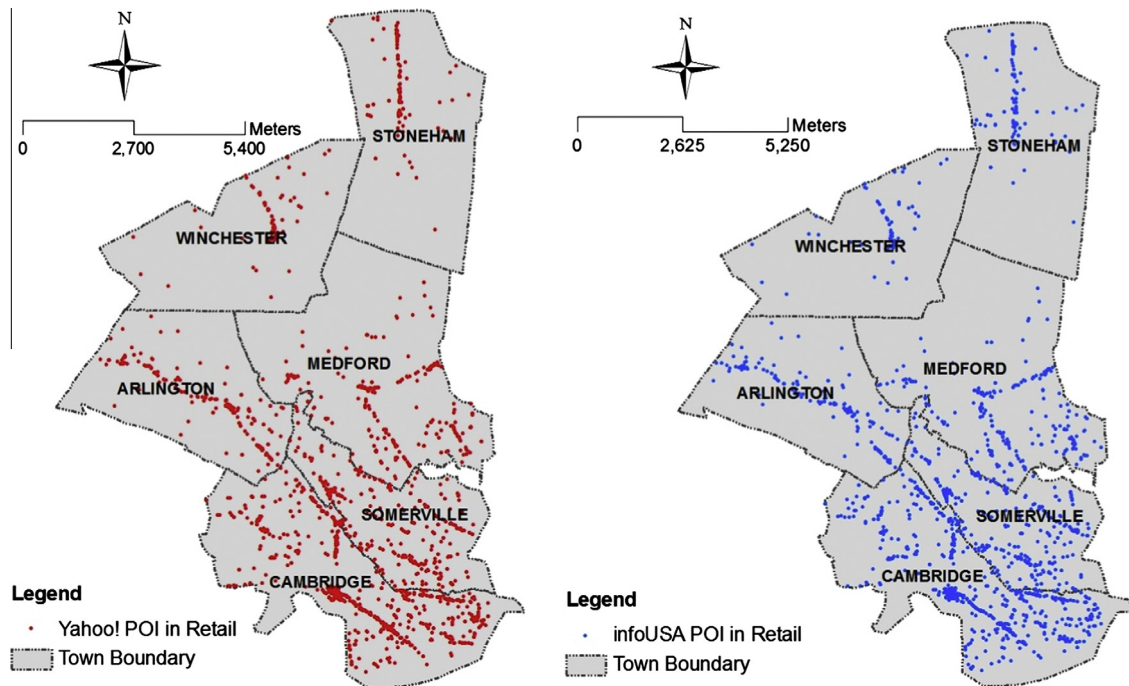 N
Meters
0 2,700 5,400
STONEHAM
WINCHESTER
MEDFORD
ARLINGTON
SOMERVILLE
CAMBRIDGE
Legend
Yahoo! POI in Retail
Town Boundary
N
Meters
0 2,625 5,250
STONEHAM
WINCHESTER
MEDFORD
ARLINGTON
SOMERVILLE
CAMBRIDGE
Legend
infoUSA POI in Retail
Town Boundary